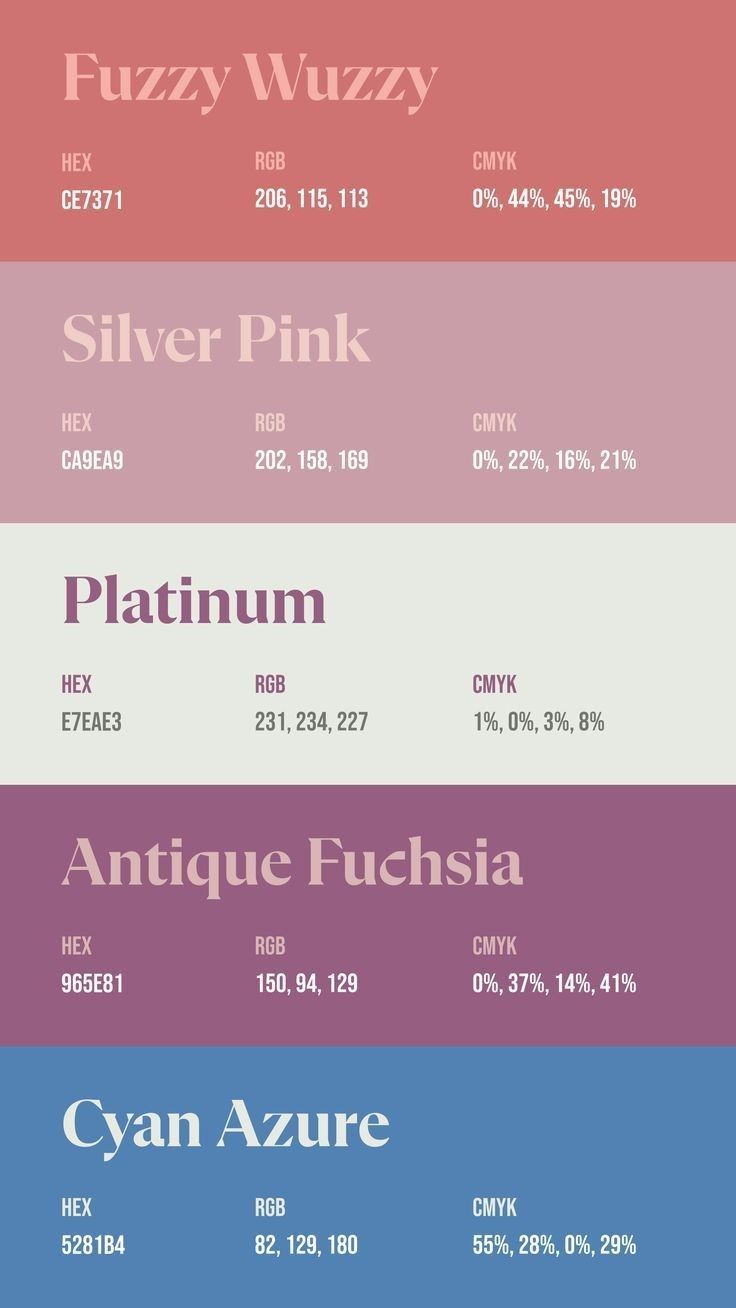 Fuzzy Wuzzy
HEX RGB CMYK
CE7371 206, 115, 113 0%, 44%, 45%, 19%
Silver Pink
HEX RGB CMYK
CA9EA9 202, 158, 169 0%, 22%, 16%, 21%
Platinum
HEX RGB CMYK
E7EAE3 231, 234, 227 1%, 0%, 3%, 8%
Antique Fuchsia
HEX RGB CMYK
965E81 150, 94, 129 0%, 37%, 14%, 41%
Cyan Azure
HEX RGB CMYK
5281B4 82, 129, 180 55%, 28%, 0%, 29%